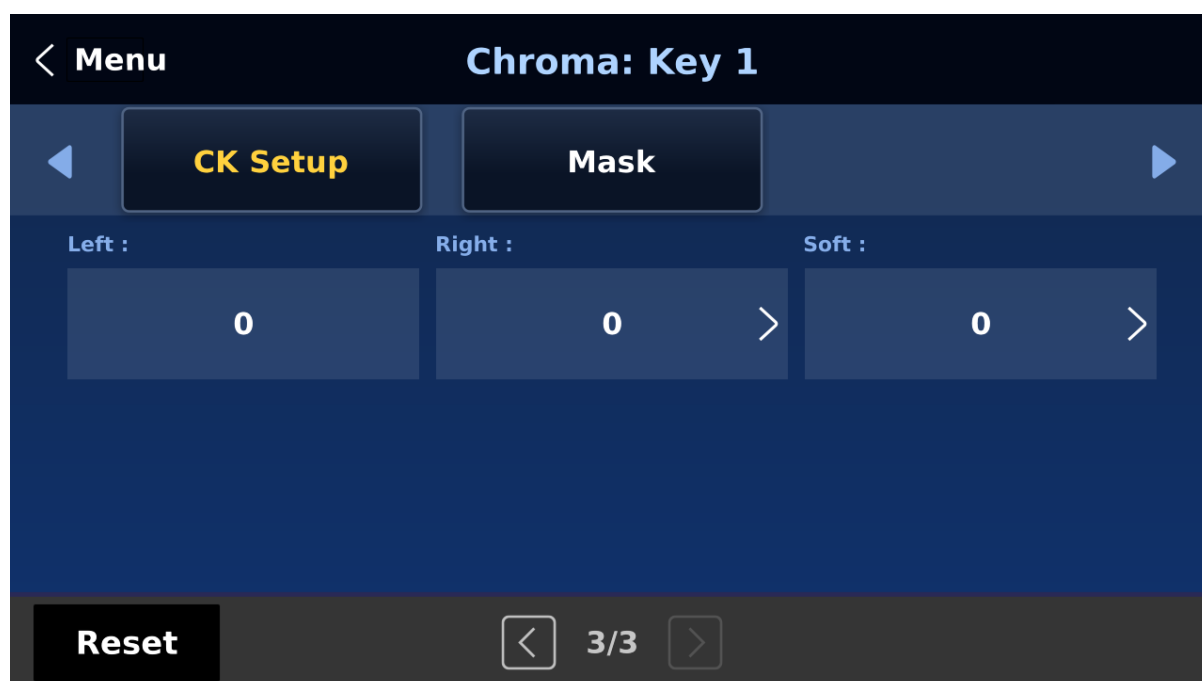 Menu
Chroma: Key 1
CK Setup
Mask
Left :
Right :
Soft :
0
0
0
Reset
3/3